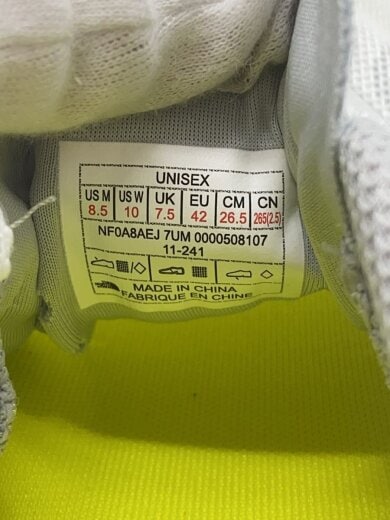 UNISEX
US M US W UK EU CM CN
8.5 10 7.5 42 26.5 265(2.5)
NF0A8AEJ 7UM 0000508107
11-241
MADE IN CHINA
FABRIQUE EN CHINE